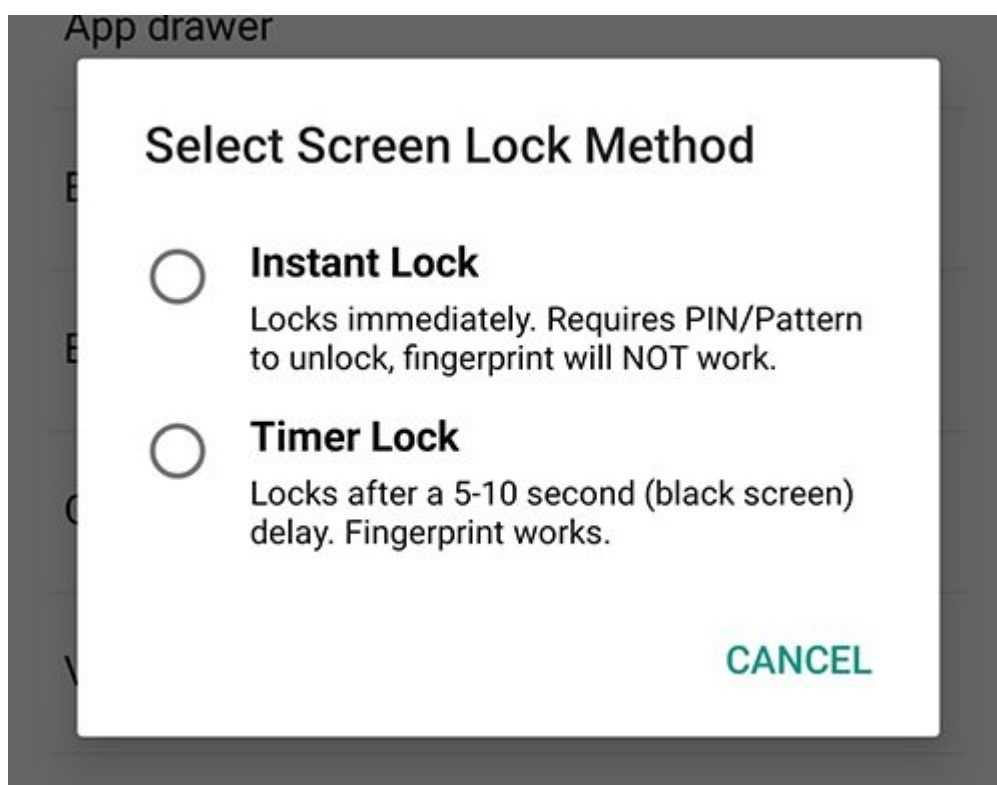 App drawer
Select Screen Lock Method
Instant Lock
Locks immediately. Requires PIN/Pattern
to unlock, fingerprint will NOT work.
Timer Lock
Locks after a 5-10 second (black screen)
delay. Fingerprint works.
CANCEL